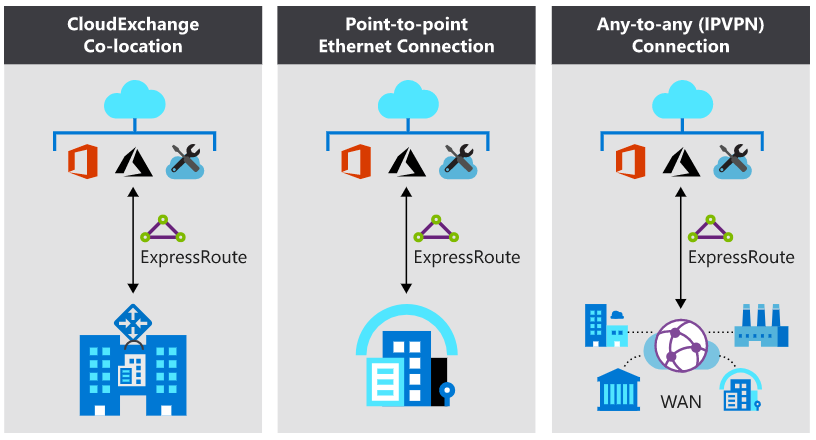 CloudExchange
Co-location
Point-to-point
Ethernet Connection
Any-to-any (IPVPN)
Connection
ExpressRoute
ExpressRoute
ExpressRoute
WAN